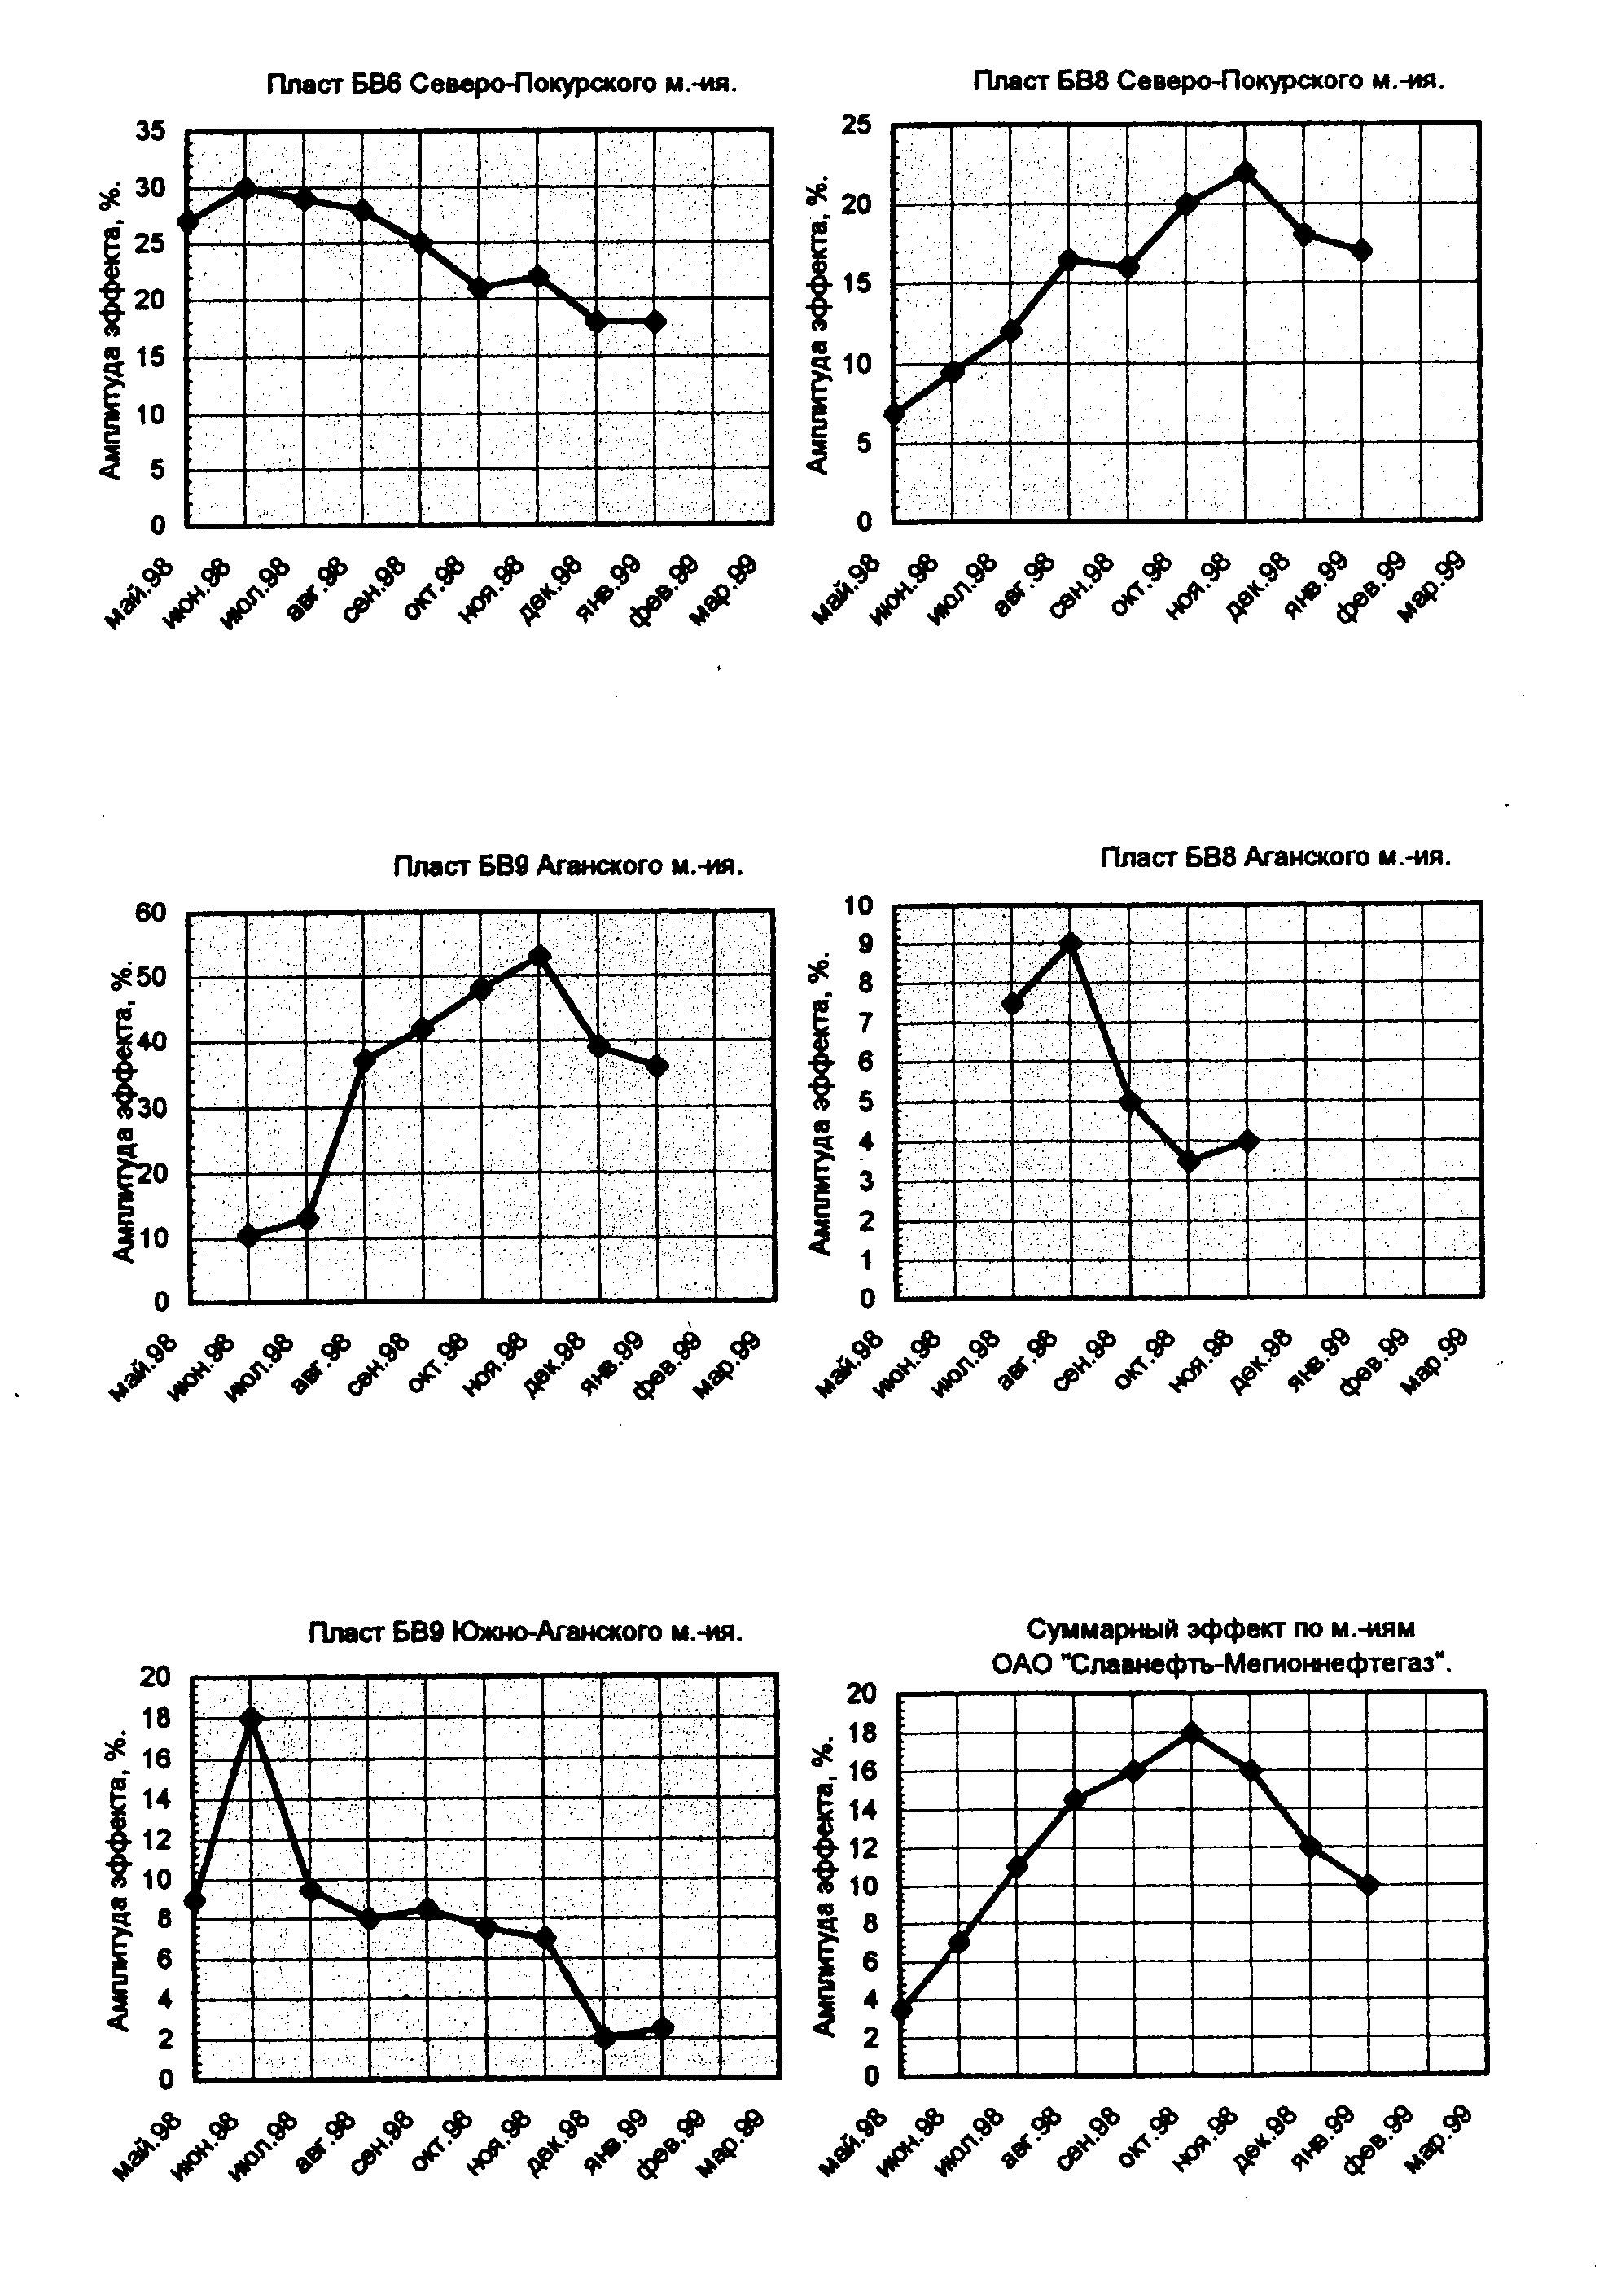 Пласт БВ6 Северо-Покурского м.-ия.
Амплитуда эффекта, %.
35
30
25
20
15
10
5
0
май.98
июн.98
июл.98
авг.98
сен.98
окт.98
ноя.98
дек.98
янв.99
фев.99
мар.99
Пласт БВ8 Северо-Покурского м.-ия.
Амплитуда эффекта, %.
25
20
15
10
5
0
май.98
июн.98
июл.98
авг.98
сен.98
окт.98
ноя.98
дек.98
янв.99
фев.99
мар.99
Пласт БВ9 Аганского м.-ия.
Амплитуда эффекта, %.
60
50
40
30
20
10
0
май.98
июн.98
июл.98
авг.98
сен.98
окт.98
ноя.98
дек.98
янв.99
фев.99
мар.99
Пласт БВ8 Аганского м.-ия.
Амплитуда эффекта, %.
10
9
8
7
6
5
4
3
2
1
0
май.98
июн.98
июл.98
авг.98
сен.98
окт.98
ноя.98
дек.98
янв.99
фев.99
мар.99
Пласт БВ9 Южно-Аганского м.-ия.
Амплитуда эффекта, %.
20
18
16
14
12
10
8
6
4
2
0
май.98
июн.98
июл.98
авг.98
сен.98
окт.98
ноя.98
дек.98
янв.99
фев.99
мар.99
Суммарный эффект по м.-иям
ОАО "Славнефть-Мегионнефтегаз".
Амплитуда эффекта, %.
20
18
16
14
12
10
8
6
4
2
0
май.98
июн.98
июл.98
авг.98
сен.98
окт.98
ноя.98
дек.98
янв.99
фев.99
мар.99